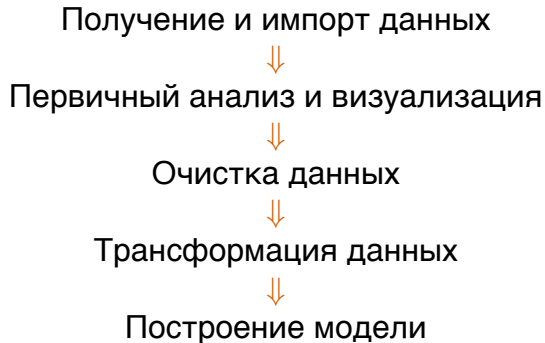 Получение и импорт данных
⇓
Первичный анализ и визуализация
⇓
Очистка данных
⇓
Трансформация данных
⇓
Построение модели